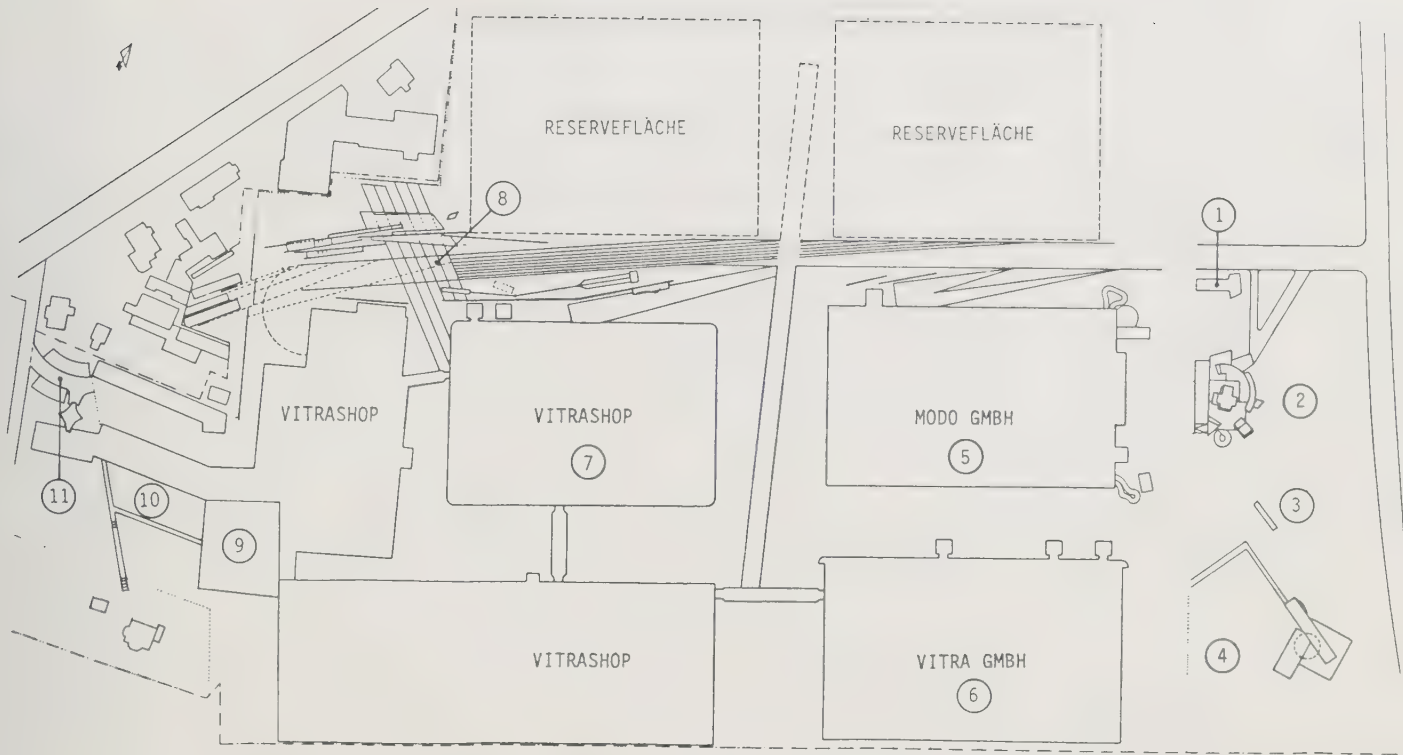 RESERVEFLÄCHE
RESERVEFLÄCHE
8
1
VITRASHOP
VITRASHOP
MODO GMBH
2
7
5
11
10
3
9
VITRASHOP
VITRA GMBH
4
6